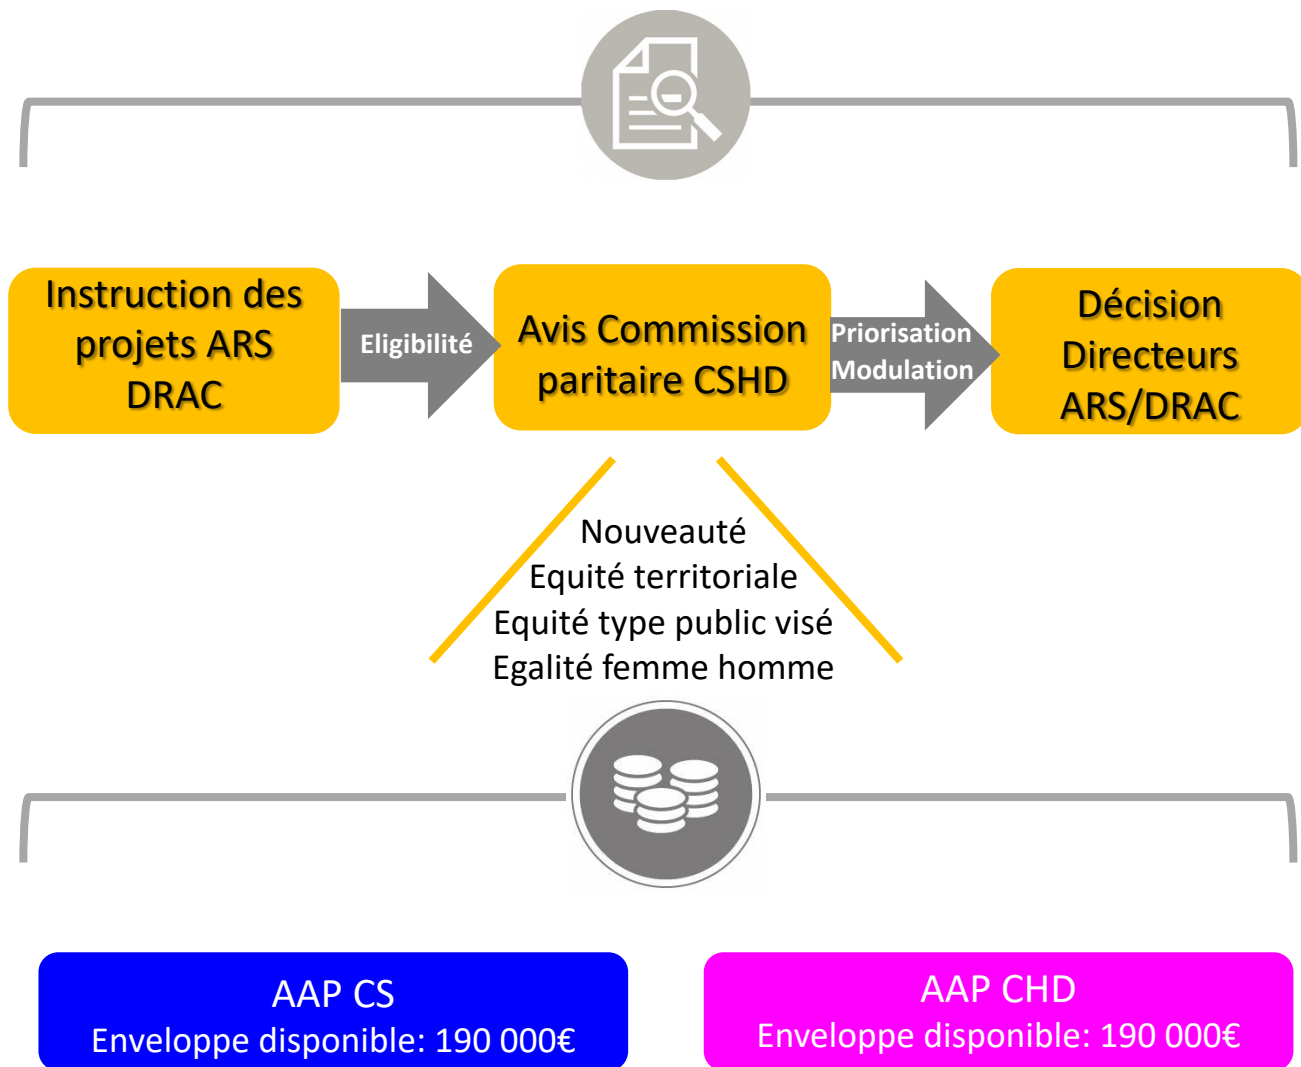 Instruction des
projets ARS
DRAC
Eligibilité
Avis Commission
paritaire CSHD
Priorisation
Modulation
Décision
Directeurs
ARS/DRAC
Nouveauté
Equité territoriale
Equité type public visé
Egalité femme homme
AAP CS
Enveloppe disponible: 190 000€
AAP CHD
Enveloppe disponible: 190 000€